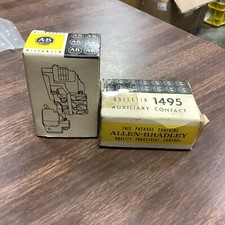 AB
BULLETIN 1495
AUXILIARY CONTACT
THIS PACKAGE CONTAINS
ALLEN-BRADLEY
QUALITY INDUSTRIAL CONTROL